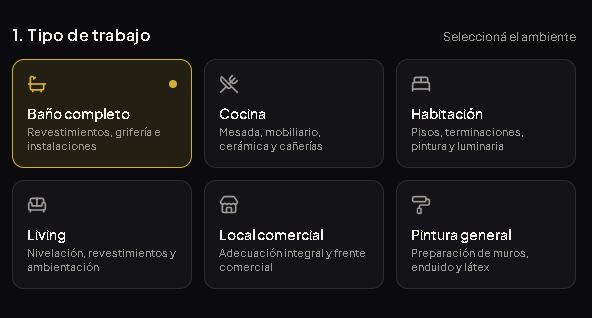 1. Tipo de trabajo
Seleccioná el ambiente
Baño completo
Revestimientos, grifería e
instalaciones
Cocina
Mesada, mobiliario,
cerámica y cañerías
Habitación
Pisos, terminaciones,
pintura y luminaria
Living
Nivelación, revestimientos y
ambientación
Local comercial
Adecuación integral y frente
comercial
Pintura general
Preparación de muros,
enduido y látex